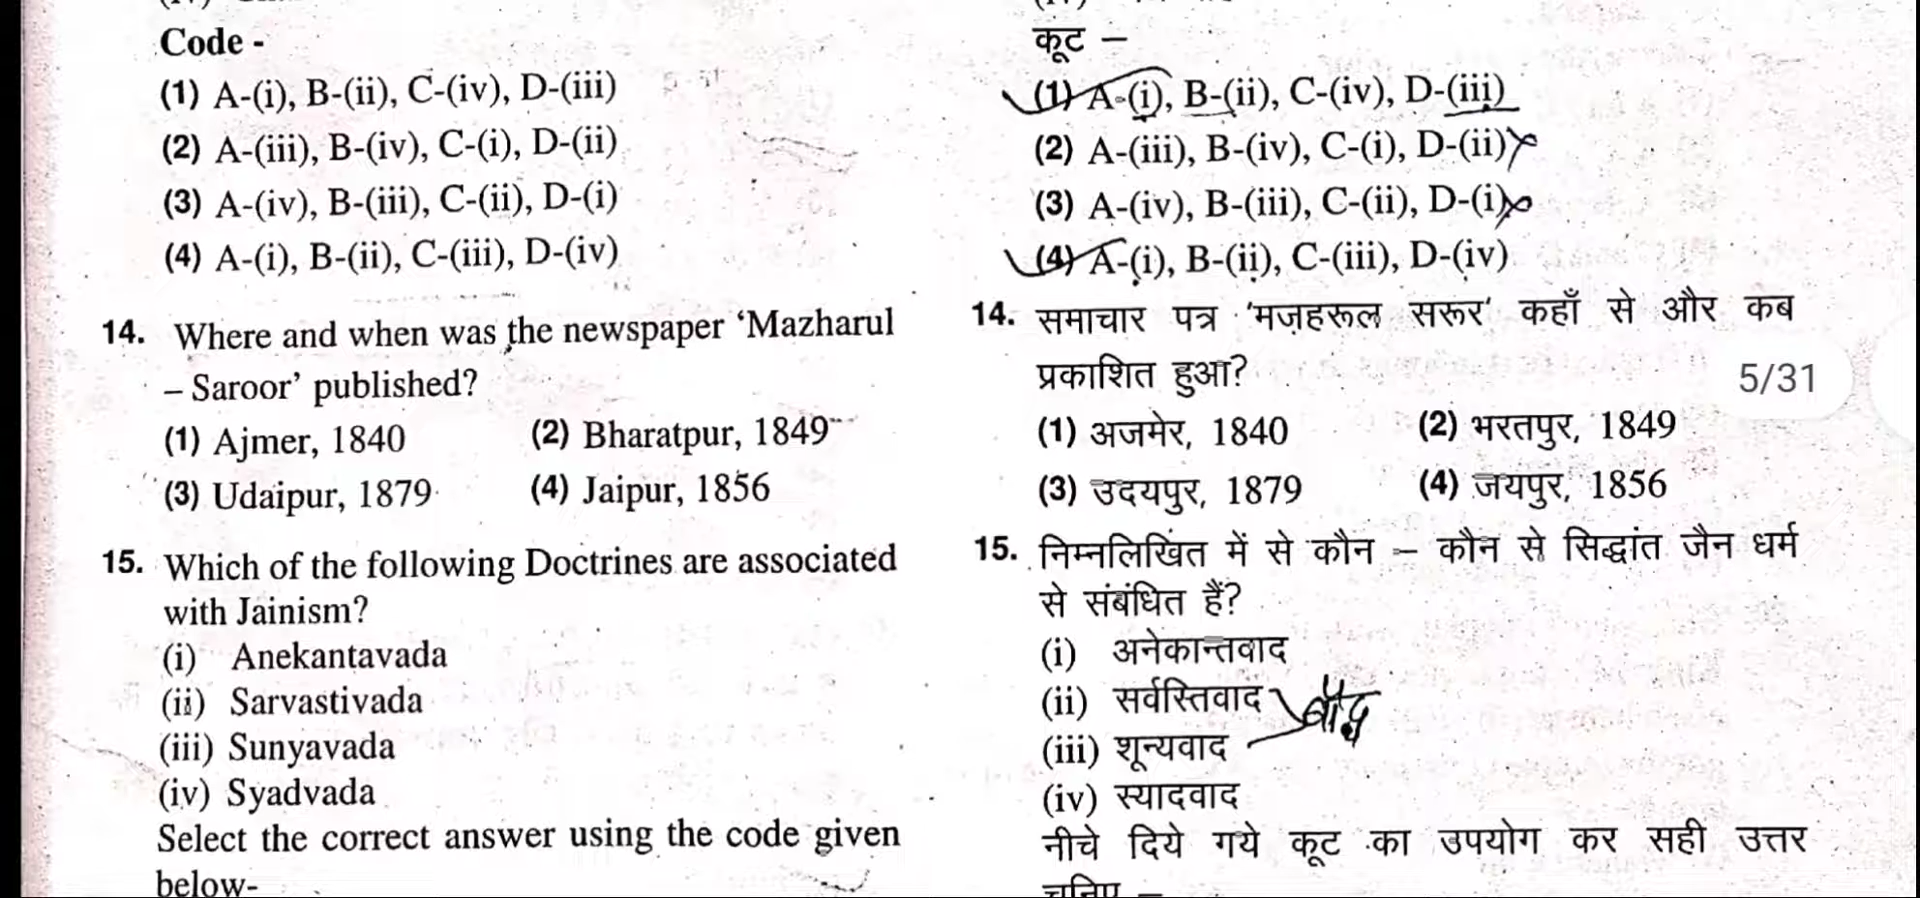 Code -
(1) A-(i), B-(ii), C-(iv), D-(iii)
(2) A-(iii), B-(iv), C-(i), D-(ii)
(3) A-(iv), B-(iii), C-(ii), D-(i)
(4) A-(i), B-(ii), C-(iii), D-(iv)
14. Where and when was the newspaper ‘Mazharul
– Saroor’ published?
(1) Ajmer, 1840 (2) Bharatpur, 1849
(3) Udaipur, 1879 (4) Jaipur, 1856
15. Which of the following Doctrines are associated
with Jainism?
(i) Anekantavada
(ii) Sarvastivada
(iii) Sunyavada
(iv) Syadvada
Select the correct answer using the code given
below-
कूट –
(1) A-(i), B-(ii), C-(iv), D-(iii)
(2) A-(iii), B-(iv), C-(i), D-(ii)
(3) A-(iv), B-(iii), C-(ii), D-(i)
(4) A-(i), B-(ii), C-(iii), D-(iv)
14. समाचार पत्र ‘मज़हरूल सरूर’ कहाँ से और कब
प्रकाशित हुआ?
5/31
(1) अजमेर, 1840 (2) भरतपुर, 1849
(3) उदयपुर, 1879 (4) जयपुर, 1856
15. निम्नलिखित में से कौन – कौन से सिद्धांत जैन धर्म
से संबंधित हैं?
(i) अनेकान्तवाद
(ii) सर्वस्तिवाद
(iii) शून्यवाद
(iv) स्यादवाद
नीचे दिये गये कूट का उपयोग कर सही उत्तर
चुनिए –